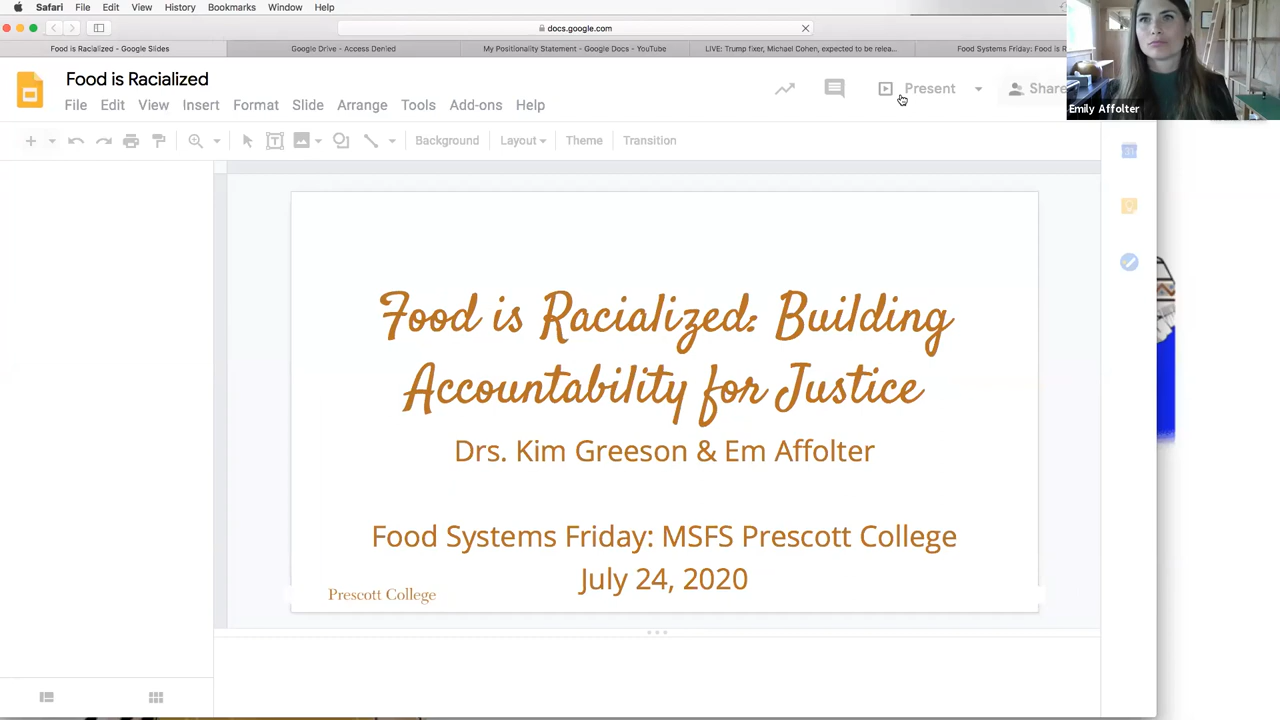 Safari File Edit View History Bookmarks Window Help
docs.google.com
Food is Racialized - Google Slides
Google Drive - Access Denied
My Positionality Statement - Google Docs - YouTube
LIVE: Trump fixer, Michael Cohen, expected to be relea...
Food Systems Friday: Food is R
Food is Racialized
Present
Share
Emily Affolter
File Edit View Insert Format Slide Arrange Tools Add-ons Help
Background Layout Theme Transition
Food is Racialized: Building
Accountability for Justice
Drs. Kim Greeson & Em Affolter
Food Systems Friday: MSFS Prescott College
July 24, 2020
Prescott College